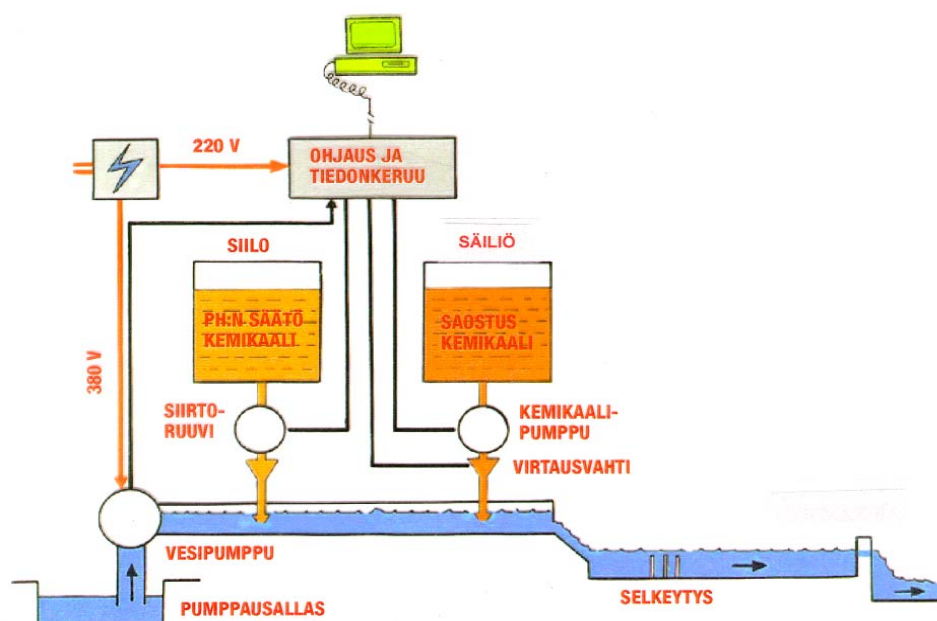 220 V
OHJAUS JA
TIEDONKERUU
SIILO
SÄILIÖ
PH:N SÄÄTÖ
KEMIKAALI
SAOSTUS
KEMIKAALI
380 V
SIIRTO-
RUUVI
KEMIKAALI-
PUMPPU
VIRTAUSVAHTI
VESIPUMPPU
SELKEYTYS
PUMPPAUSALLAS